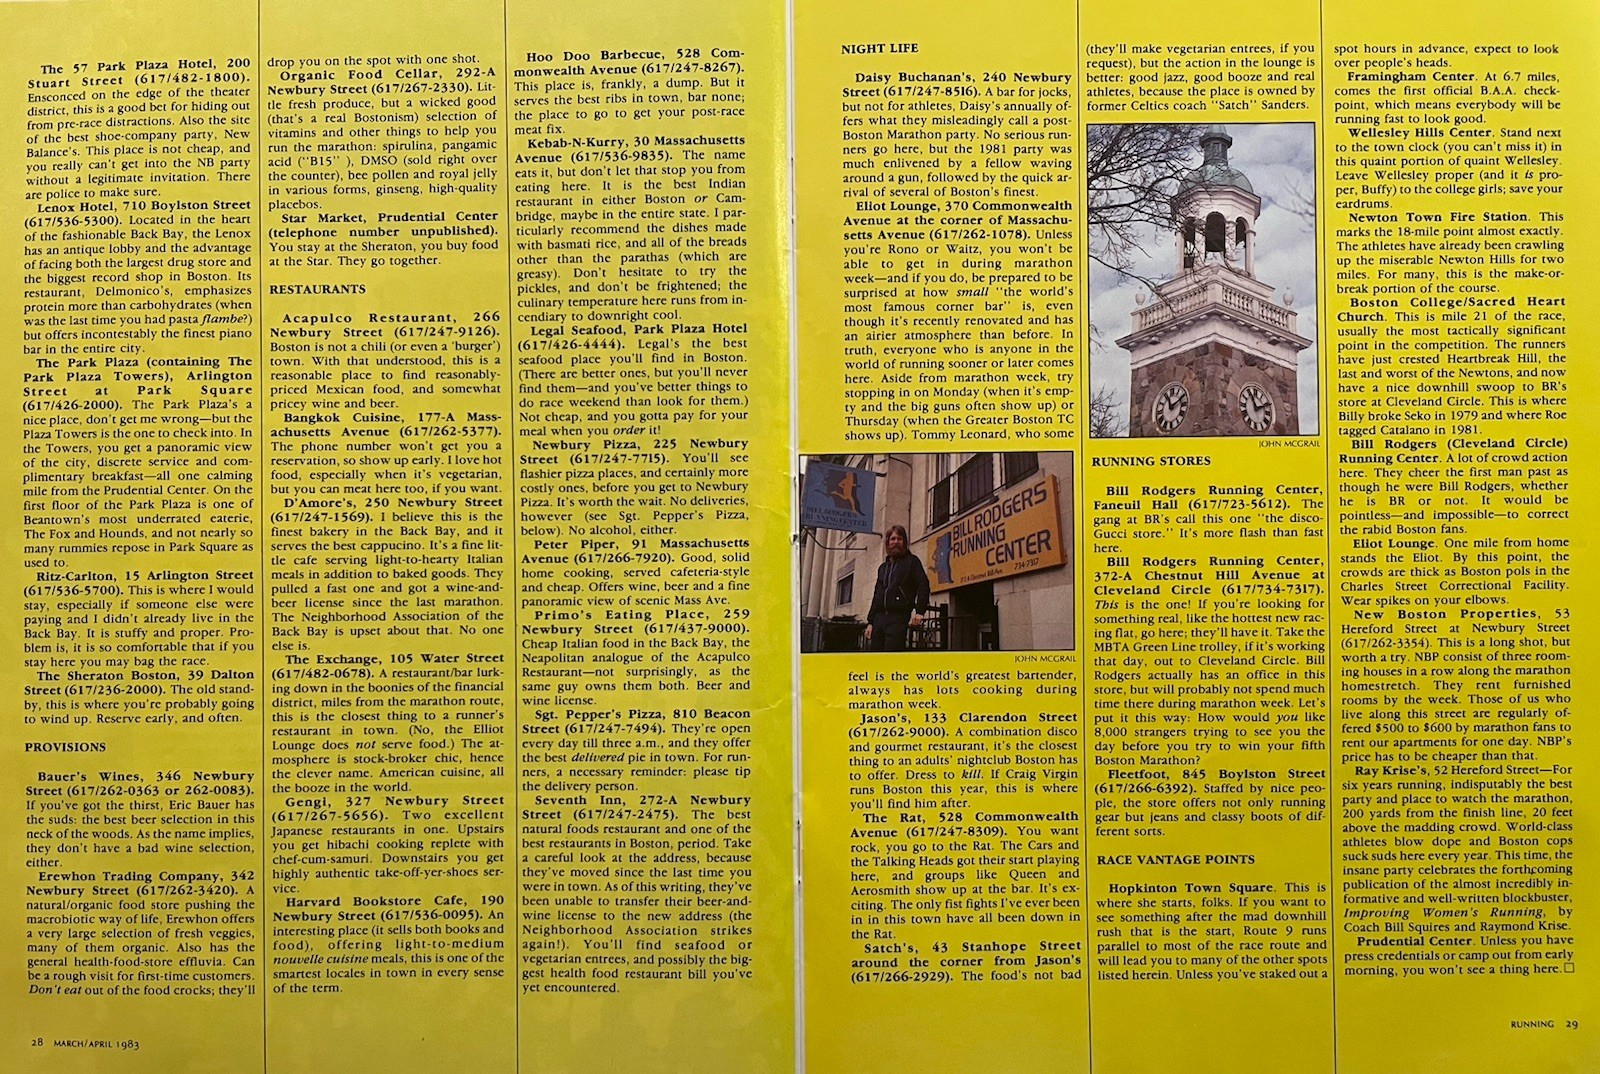 The 57 Park Plaza Hotel, 200
Stuart Street (617/482-1800).
Ensconced on the edge of the theater
district, this is a good bet for hiding out
from pre-race distractions. Also the site
of the best shoe-company party, New
Balance's. This place is not cheap, and
you really can't get into the NB party
without a legitimate invitation. There
are police to make sure.
Lenox Hotel, 710 Boylston Street
(617/536-5300). Located in the heart
of the fashionable Back Bay, the Lenox
has an antique lobby and the advantage
of facing both the largest drug store and
the biggest record shop in Boston. Its
restaurant, Delmonico's, emphasizes
protein more than carbohydrates (when
was the last time you had pasta flambe?)
but offers incontestably the finest piano
bar in the entire city.
The Park Plaza (containing The
Park Plaza Towers), Arlington
Street at Park Square
(617/426-2000). The Park Plaza's a
nice place, don't get me wrong—but the
Plaza Towers is the one to check into. In
the Towers, you get a panoramic view
of the city, discrete service and com-
plimentary breakfast—all one calming
mile from the Prudential Center. On the
first floor of the Park Plaza is one of
Beantown's most underrated eaterie,
The Fox and Hounds, and not nearly so
many rummies repose in Park Square as
used to.
Ritz-Carlton, 15 Arlington Street
(617/536-5700). This is where I would
stay, especially if someone else were
paying and I didn't already live in the
Back Bay. It is stuffy and proper. Pro-
blem is, it is so comfortable that if you
stay here you may bag the race.
The Sheraton Boston, 39 Dalton
Street (617/236-2000). The old stand-
by, this is where you're probably going
to wind up. Reserve early, and often.
PROVISIONS
Bauer's Wines, 346 Newbury
Street (617/262-0363 or 262-0083).
If you've got the thirst, Eric Bauer has
the suds: the best beer selection in this
neck of the woods. As the name implies,
they don't have a bad wine selection,
either.
Erewhon Trading Company, 342
Newbury Street (617/262-3420). A
natural/organic food store pushing the
macrobiotic way of life, Erewhon offers
a very large selection of fresh veggies,
many of them organic. Also has the
general health-food-store effluvia. Can
be a rough visit for first-time customers.
Don't eat out of the food crocks; they'll
drop you on the spot with one shot.
Organic Food Cellar, 292-A
Newbury Street (617/267-2330). Lit-
tle fresh produce, but a wicked good
(that's a real Bostonism) selection of
vitamins and other things to help you
run the marathon: spirulina, pangamic
acid ("B15" ), DMSO (sold right over
the counter), bee pollen and royal jelly
in various forms, ginseng, high-quality
placebos.
Star Market, Prudential Center
(telephone number unpublished).
You stay at the Sheraton, you buy food
at the Star. They go together.
RESTAURANTS
Acapulco Restaurant, 266
Newbury Street (617/247-9126).
Boston is not a chili (or even a 'burger')
town. With that understood, this is a
reasonable place to find reasonably-
priced Mexican food, and somewhat
pricey wine and beer.
Bangkok Cuisine, 177-A Mass-
achusetts Avenue (617/262-5377).
The phone number won't get you a
reservation, so show up early. I love hot
food, especially when it's vegetarian,
but you can meat here too, if you want.
D'Amore's, 250 Newbury Street
(617/247-1569). I believe this is the
finest bakery in the Back Bay, and it
serves the best cappucino. It's a fine lit-
tle cafe serving light-to-hearty Italian
meals in addition to baked goods. They
pulled a fast one and got a wine-and-
beer license since the last marathon.
The Neighborhood Association of the
Back Bay is upset about that. No one
else is.
The Exchange, 105 Water Street
(617/482-0678). A restaurant/bar lurk-
ing down in the boonies of the financial
district, miles from the marathon route,
this is the closest thing to a runner's
restaurant in town. (No, the Elliot
Lounge does not serve food.) The at-
mosphere is stock-broker chic, hence
the clever name. American cuisine, all
the booze in the world.
Gengi, 327 Newbury Street
(617/267-5656). Two excellent
Japanese restaurants in one. Upstairs
you get hibachi cooking replete with
chef-cum-samuri. Downstairs you get
highly authentic take-off-yer-shoes ser-
vice.
Harvard Bookstore Cafe, 190
Newbury Street (617/536-0095). An
interesting place (it sells both books and
food), offering light-to-medium
nouvelle cuisine meals, this is one of the
smartest locales in town in every sense
of the term.
Hoo Doo Barbecue, 528 Com-
monwealth Avenue (617/247-8267).
This place is, frankly, a dump. But it
serves the best ribs in town, bar none;
the place to go to get your post-race
meat fix.
Kebab-N-Kurry, 30 Massachusetts
Avenue (617/536-9835). The name
eats it, but don't let that stop you from
eating here. It is the best Indian
restaurant in either Boston or Cam-
bridge, maybe in the entire state. I par-
ticularly recommend the dishes made
with basmati rice, and all of the breads
other than the parathas (which are
greasy). Don't hesitate to try the
pickles, and don't be frightened; the
culinary temperature here runs from in-
cendiary to downright cool.
Legal Seafood, Park Plaza Hotel
(617/426-4444). Legal's the best
seafood place you'll find in Boston.
(There are better ones, but you'll never
find them—and you've better things to
do race weekend than look for them.)
Not cheap, and you gotta pay for your
meal when you order it!
Newbury Pizza, 225 Newbury
Street (617/247-7715). You'll see
flashier pizza places, and certainly more
costly ones, before you get to Newbury
Pizza. It's worth the wait. No deliveries,
however (see Sgt. Pepper's Pizza,
below). No alcohol, either.
Peter Piper, 91 Massachusetts
Avenue (617/266-7920). Good, solid
home cooking, served cafeteria-style
and cheap. Offers wine, beer and a fine
panoramic view of scenic Mass Ave.
Primo's Eating Place, 259
Newbury Street (617/437-9000).
Cheap Italian food in the Back Bay, the
Neapolitan analogue of the Acapulco
Restaurant—not surprisingly, as the
same guy owns them both. Beer and
wine license.
Sgt. Pepper's Pizza, 810 Beacon
Street (617/247-7494). They're open
every day till three a.m., and they offer
the best delivered pie in town. For run-
ners, a necessary reminder: please tip
the delivery person.
Seventh Inn, 272-A Newbury
Street (617/247-2475). The best
natural foods restaurant and one of the
best restaurants in Boston, period. Take
a careful look at the address, because
they've moved since the last time you
were in town. As of this writing, they've
been unable to transfer their beer-and-
wine license to the new address (the
Neighborhood Association strikes
again!). You'll find seafood or
vegetarian entrees, and possibly the big-
gest health food restaurant bill you've
yet encountered.
28 MARCH/APRIL 1983
NIGHT LIFE
Daisy Buchanan's, 240 Newbury
Street (617/247-8516). A bar for jocks,
but not for athletes, Daisy's annually of-
fers what they misleadingly call a post-
Boston Marathon party. No serious run-
ners go here, but the 1981 party was
much enlivened by a fellow waving
around a gun, followed by the quick ar-
rival of several of Boston's finest.
Eliot Lounge, 370 Commonwealth
Avenue at the corner of Massachu-
setts Avenue (617/262-1078). Unless
you're Rono or Waitz, you won't be
able to get in during marathon
week—and if you do, be prepared to be
surprised at how small "the world's
most famous corner bar" is, even
though it's recently renovated and has
an airier atmosphere than before. In
truth, everyone who is anyone in the
world of running sooner or later comes
here. Aside from marathon week, try
stopping in on Monday (when it's emp-
ty and the big guns often show up) or
Thursday (when the Greater Boston TC
shows up). Tommy Leonard, who some
BILL RODGERS
RUNNING CENTER
BILL RODGERS
RUNNING
CENTER
734-7317
JOHN MCGRAIL
feel is the world's greatest bartender,
always has lots cooking during
marathon week.
Jason's, 133 Clarendon Street
(617/262-9000). A combination disco
and gourmet restaurant, it's the closest
thing to an adults' nightclub Boston has
to offer. Dress to kill. If Craig Virgin
runs Boston this year, this is where
you'll find him after.
The Rat, 528 Commonwealth
Avenue (617/247-8309). You want
rock, you go to the Rat. The Cars and
the Talking Heads got their start playing
here, and groups like Queen and
Aerosmith show up at the bar. It's ex-
citing. The only fist fights I've ever been
in in this town have all been down in
the Rat.
Satch's, 43 Stanhope Street
around the corner from Jason's
(617/266-2929). The food's not bad
(they'll make vegetarian entrees, if you
request), but the action in the lounge is
better: good jazz, good booze and real
athletes, because the place is owned by
former Celtics coach "Satch" Sanders.
JOHN MCGRAIL
RUNNING STORES
Bill Rodgers Running Center,
Faneuil Hall (617/723-5612). The
gang at BR's call this one "the disco-
Gucci store." It's more flash than fast
here.
Bill Rodgers Running Center,
372-A Chestnut Hill Avenue at
Cleveland Circle (617/734-7317).
This is the one! If you're looking for
something real, like the hottest new rac-
ing flat, go here; they'll have it. Take the
MBTA Green Line trolley, if it's working
that day, out to Cleveland Circle. Bill
Rodgers actually has an office in this
store, but will probably not spend much
time there during marathon week. Let's
put it this way: How would you like
8,000 strangers trying to see you the
day before you try to win your fifth
Boston Marathon?
Fleetfoot, 845 Boylston Street
(617/266-6392). Staffed by nice peo-
ple, the store offers not only running
gear but jeans and classy boots of dif-
ferent sorts.
RACE VANTAGE POINTS
Hopkinton Town Square. This is
where she starts, folks. If you want to
see something after the mad downhill
rush that is the start, Route 9 runs
parallel to most of the race route and
will lead you to many of the other spots
listed herein. Unless you've staked out a
spot hours in advance, expect to look
over people's heads.
Framingham Center. At 6.7 miles,
comes the first official B.A.A. check-
point, which means everybody will be
running fast to look good.
Wellesley Hills Center. Stand next
to the town clock (you can't miss it) in
this quaint portion of quaint Wellesley.
Leave Wellesley proper (and it is pro-
per, Buffy) to the college girls; save your
eardrums.
Newton Town Fire Station. This
marks the 18-mile point almost exactly.
The athletes have already been crawling
up the miserable Newton Hills for two
miles. For many, this is the make-or-
break portion of the course.
Boston College/Sacred Heart
Church. This is mile 21 of the race,
usually the most tactically significant
point in the competition. The runners
have just crested Heartbreak Hill, the
last and worst of the Newtons, and now
have a nice downhill swoop to BR's
store at Cleveland Circle. This is where
Billy broke Seko in 1979 and where Roe
tagged Catalano in 1981.
Bill Rodgers (Cleveland Circle)
Running Center. A lot of crowd action
here. They cheer the first man past as
though he were Bill Rodgers, whether
he is BR or not. It would be
pointless—and impossible—to correct
the rabid Boston fans.
Eliot Lounge. One mile from home
stands the Eliot. By this point, the
crowds are thick as Boston pols in the
Charles Street Correctional Facility.
Wear spikes on your elbows.
New Boston Properties, 53
Hereford Street at Newbury Street
(617/262-3354). This is a long shot, but
worth a try. NBP consist of three room-
ing houses in a row along the marathon
homestretch. They rent furnished
rooms by the week. Those of us who
live along this street are regularly of-
fered $500 to $600 by marathon fans to
rent our apartments for one day. NBP's
price has to be cheaper than that.
Ray Krise's, 52 Hereford Street—For
six years running, indisputably the best
party and place to watch the marathon,
200 yards from the finish line, 20 feet
above the madding crowd. World-class
athletes blow dope and Boston cops
suck suds here every year. This time, the
insane party celebrates the forthcoming
publication of the almost incredibly in-
formative and well-written blockbuster,
Improving Women's Running, by
Coach Bill Squires and Raymond Krise.
Prudential Center. Unless you have
press credentials or camp out from early
morning, you won't see a thing here.□
RUNNING 29